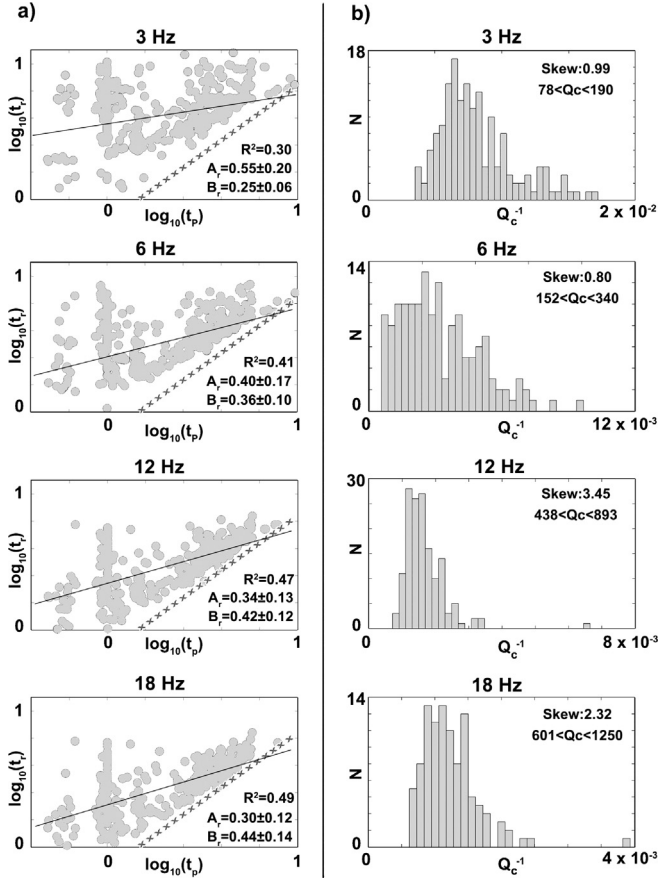 a)
3 Hz
1
log10(tr)
R²=0.30
Ar=0.55±0.20
Br=0.25±0.06
0
0
1
log10(tp)
6 Hz
1
log10(tr)
R²=0.41
Ar=0.40±0.17
Br=0.36±0.10
0
0
1
log10(tp)
12 Hz
1
log10(tr)
R²=0.47
Ar=0.34±0.13
Br=0.42±0.12
0
0
1
log10(tp)
18 Hz
1
log10(tr)
R²=0.49
Ar=0.30±0.12
Br=0.44±0.14
0
0
1
log10(tp)
b)
3 Hz
18
Skew:0.99
78<Qc<190
N
0
0
Qc⁻¹
2 x 10⁻²
6 Hz
14
Skew:0.80
152<Qc<340
N
0
0
Qc⁻¹
12 x 10⁻³
12 Hz
30
Skew:3.45
438<Qc<893
N
0
0
Qc⁻¹
8 x 10⁻³
18 Hz
14
Skew:2.32
601<Qc<1250
N
0
0
Qc⁻¹
4 x 10⁻³